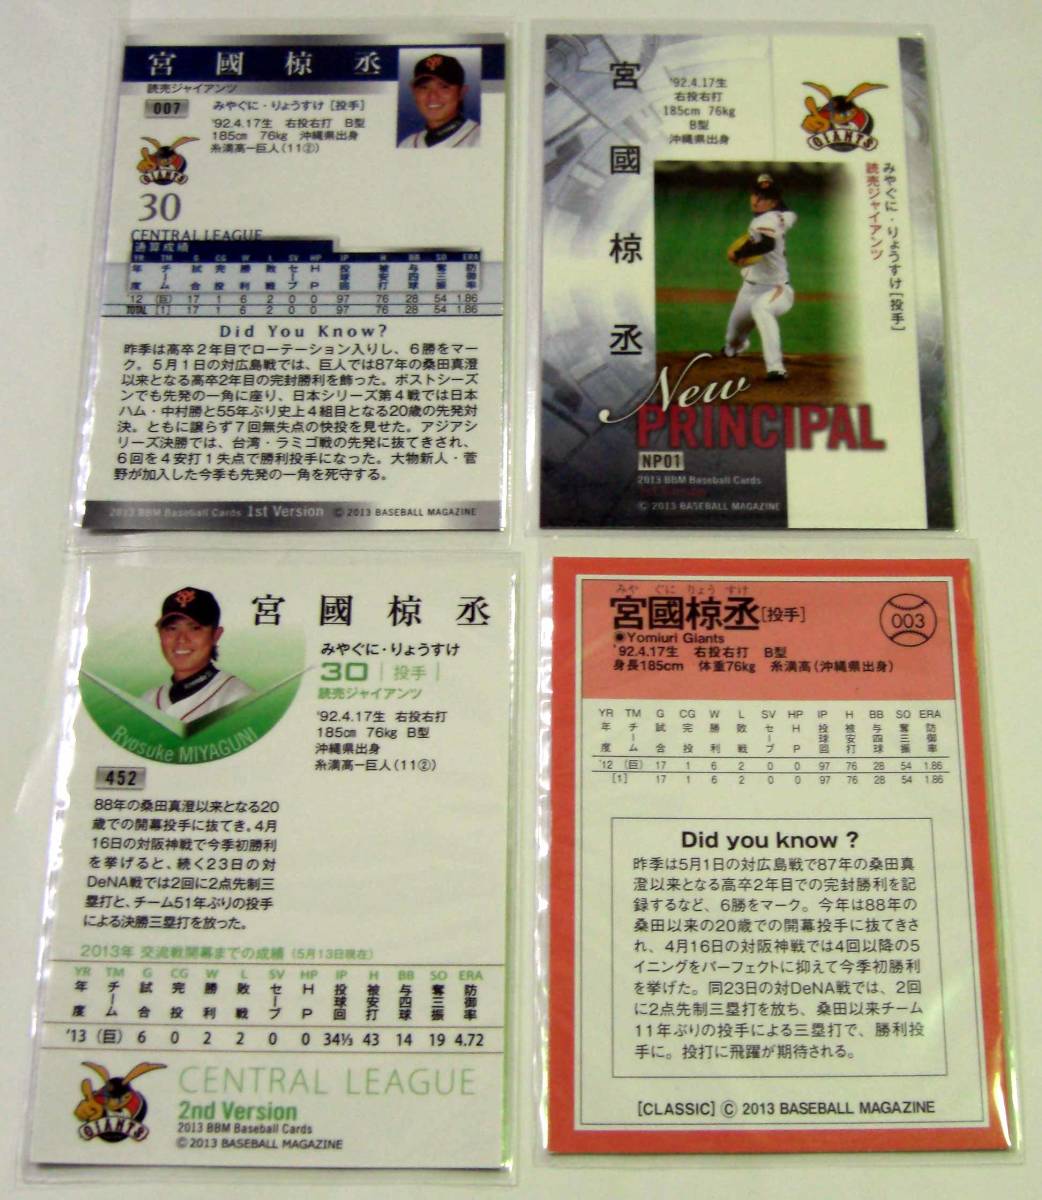 宮國椋丞
読売ジャイアンツ
007
みやぐに・りょうすけ[投手]
'92.4.17生 右投右打 B型
185cm 76kg 沖縄県出身
糸満高ー巨人(11②)
GIANTS
30
CENTRAL LEAGUE
通算成績
YR TM G CG W L SV HP IP H BB SO ERA
年度 チーム 試合 完投 勝利 敗戦 セーブ HP 投球回 被安打 与四球 奪三振 防御率
'12 (巨) 17 1 6 2 0 0 97 76 28 54 1.86
TOTAL [1] 17 1 6 2 0 0 97 76 28 54 1.86
Did You Know?
昨季は高卒2年目でローテーション入りし、6勝をマー
ク。5月1日の対広島戦では、巨人では87年の桑田真澄
以来となる高卒2年目の完封勝利を飾った。ポストシーズ
ンでも先発の一角に座り、日本シリーズ第4戦では日本
ハム・中村勝と55年ぶり史上4組目となる20歳の先発対
決。ともに譲らず7回無失点の快投を見せた。アジアシ
リーズ決勝では、台湾・ラミゴ戦の先発に抜てきされ、
6回を4安打1失点で勝利投手になった。大物新人・菅
野が加入した今季も先発の一角を死守する。
2013 BBM Baseball Cards 1st Version © 2013 BASEBALL MAGAZINE
宮國椋丞
'92.4.17生
右投右打
185cm 76kg
B型
沖縄県出身
GIANTS
みやぐに・りょうすけ[投手]
読売ジャイアンツ
New
PRINCIPAL
NP01
2013 BBM Baseball Cards
1st Version
© 2013 BASEBALL MAGAZINE
宮國椋丞
みやぐに・りょうすけ
30 | 投手 |
読売ジャイアンツ
'92.4.17生 右投右打
185cm 76kg B型
沖縄県出身
糸満高ー巨人(11②)
Ryosuke MIYAGUNI
452
88年の桑田真澄以来となる20
歳での開幕投手に抜てき。4月
16日の対阪神戦で今季初勝利
を挙げると、続く23日の対
DeNA戦では2回に2点先制三
塁打と、チーム51年ぶりの投手
による決勝三塁打を放った。
2013年 交流戦開幕までの成績(5月13日現在)
YR TM G CG W L SV HP IP H BB SO ERA
年度 チーム 試合 完投 勝利 敗戦 セーブ HP 投球回 被安打 与四球 奪三振 防御率
'13 (巨) 6 0 2 2 0 0 34⅓ 43 14 19 4.72
GIANTS
CENTRAL LEAGUE
2nd Version
2013 BBM Baseball Cards
© 2013 BASEBALL MAGAZINE
みやぐにりょうすけ
宮國椋丞[投手]
003
◉Yomiuri Giants
'92.4.17生 右投右打 B型
身長185cm 体重76kg 糸満高(沖縄県出身)
YR TM G CG W L SV HP IP H BB SO ERA
年度 チーム 試合 完投 勝利 敗戦 セーブ HP 投球回 被安打 与四球 奪三振 防御率
'12 (巨) 17 1 6 2 0 0 97 76 28 54 1.86
[1] 17 1 6 2 0 0 97 76 28 54 1.86
Did you know ?
昨季は5月1日の対広島戦で87年の桑田真
澄以来となる高卒2年目での完封勝利を記
録するなど、6勝をマーク。今年は88年の
桑田以来の20歳での開幕投手に抜てきさ
れ、4月16日の対阪神戦では4回以降の5
イニングをパーフェクトに抑えて今季初勝利
を挙げた。同23日の対DeNA戦では、2回
に2点先制三塁打を放ち、桑田以来チーム
11年ぶりの投手による三塁打で、勝利投
手に。投打に飛躍が期待される。
[CLASSIC] © 2013 BASEBALL MAGAZINE